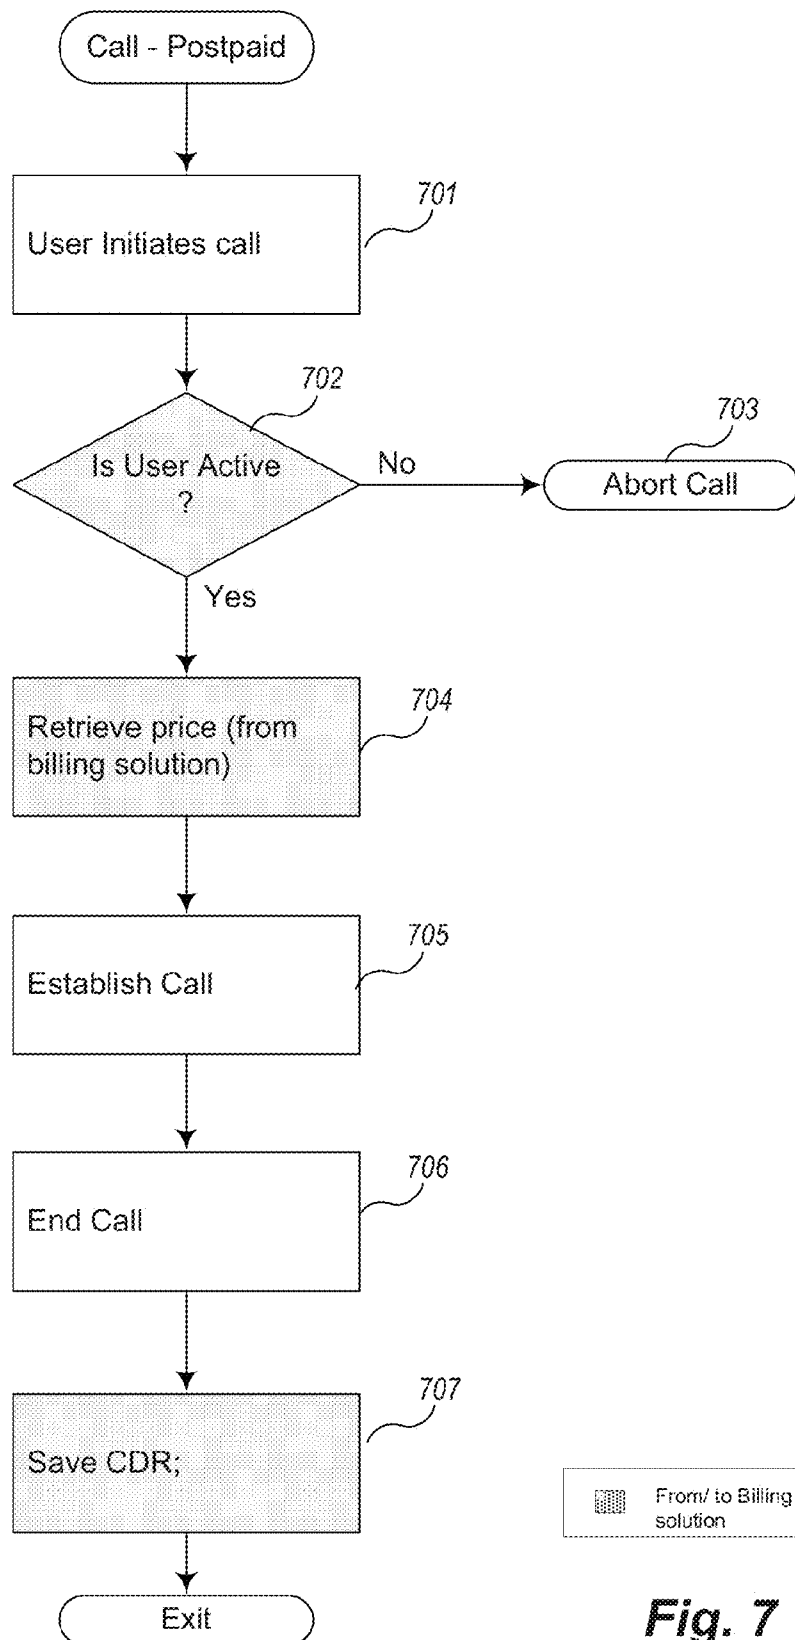 Call - Postpaid
701
User Initiates call
702
Is User Active
?
No
703
Abort Call
Yes
704
Retrieve price (from
billing solution)
705
Establish Call
706
End Call
707
Save CDR;
From/ to Billing
solution
Exit
Fig. 7